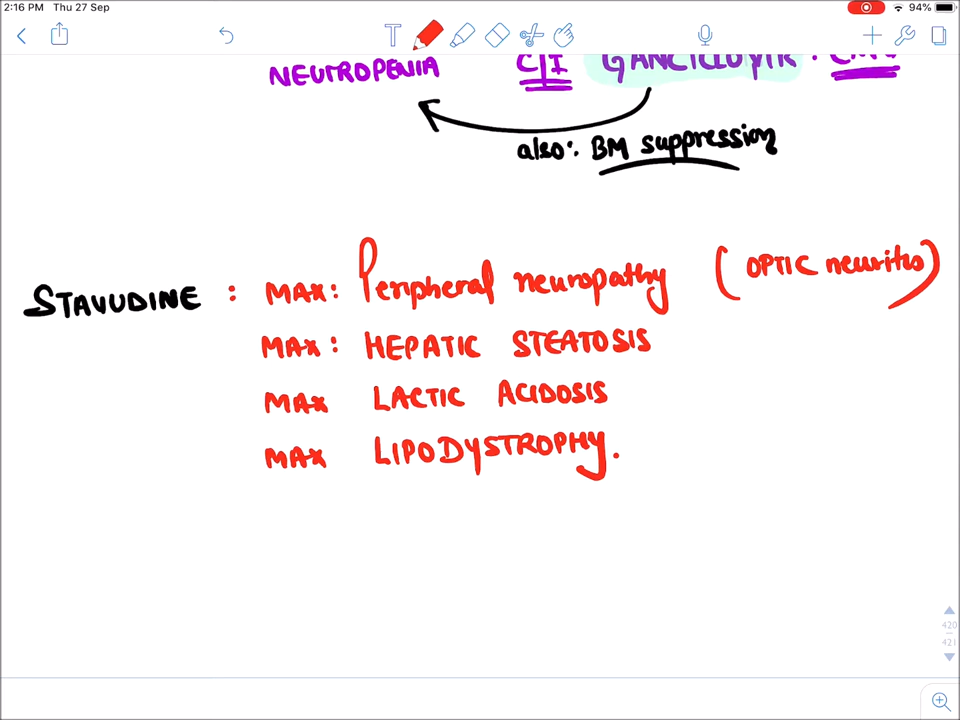 2:16 PM Thu 27 Sep 94%
T
NEUTROPENIA C/I GANCICLOVIR : CMV
also: BM suppression
STAVUDINE : MAX: Peripheral neuropathy (OPTIC neuritis)
MAX: HEPATIC STEATOSIS
MAX LACTIC ACIDOSIS
MAX LIPODYSTROPHY.
420
421